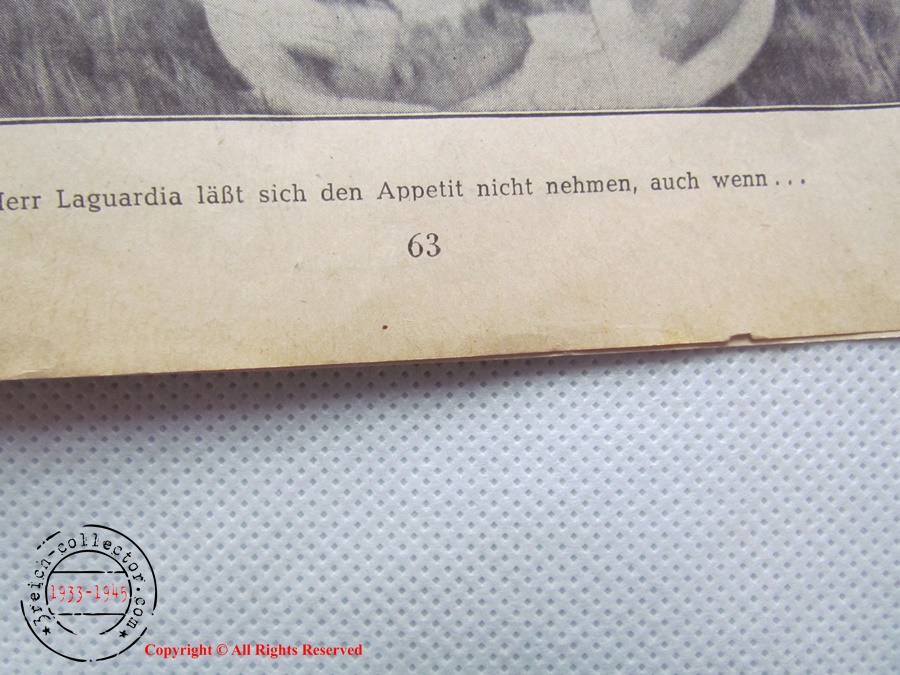 Herr Laguardia läßt sich den Appetit nicht nehmen, auch wenn...
63
3reich-collector.com
1933-1945
Copyright © All Rights Reserved